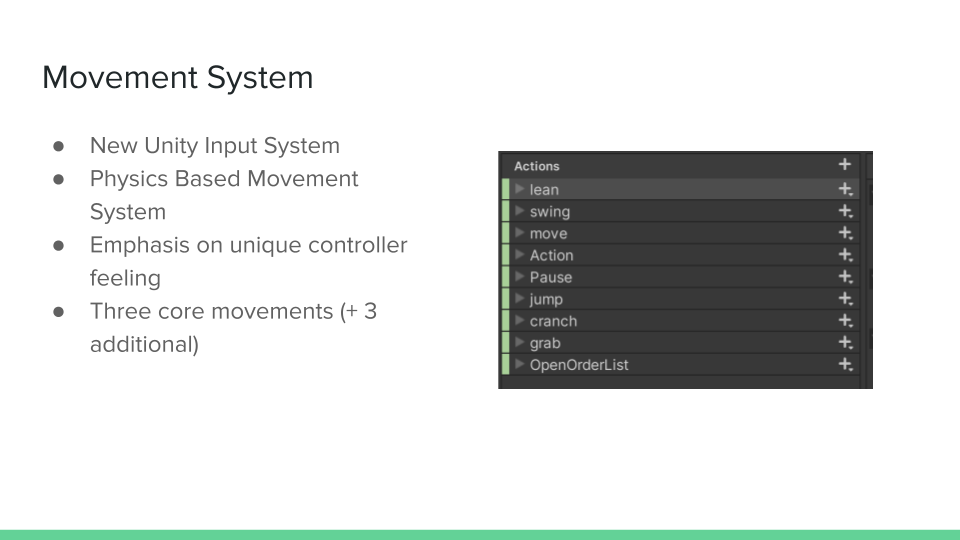 Movement System
● New Unity Input System
● Physics Based Movement
System
● Emphasis on unique controller
feeling
● Three core movements (+ 3
additional)
Actions
lean
swing
move
Action
Pause
jump
cranch
grab
OpenOrderList